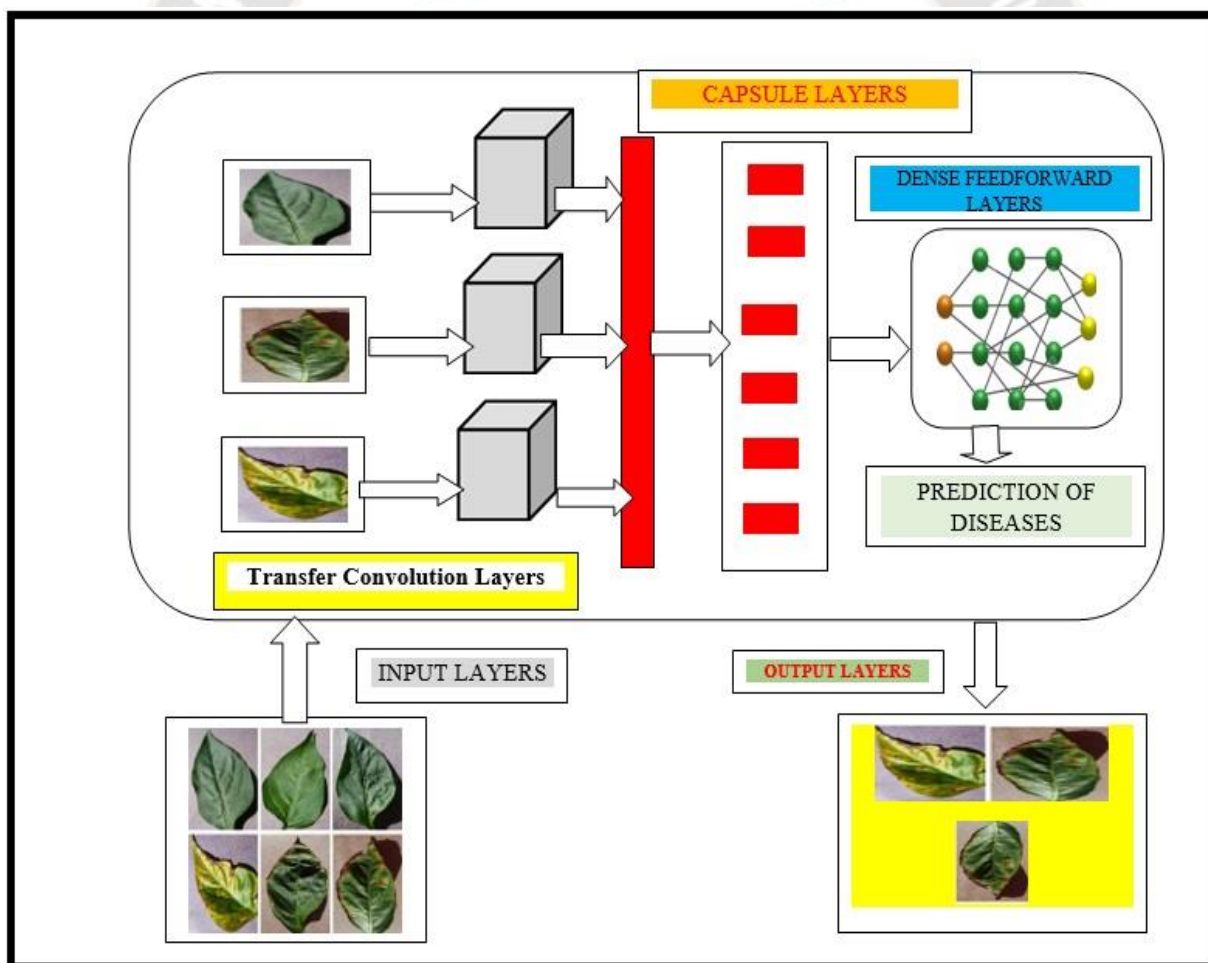 CAPSULE LAYERS
DENSE FEEDFORWARD
LAYERS
PREDICTION OF
DISEASES
Transfer Convolution Layers
INPUT LAYERS
OUTPUT LAYERS